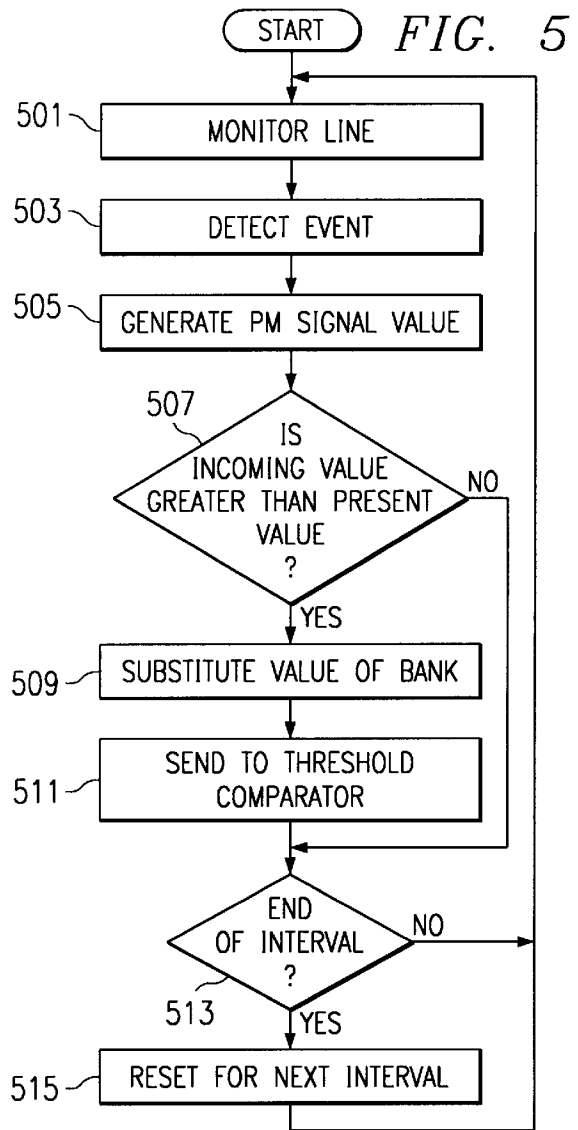 START
FIG. 5
501
MONITOR LINE
503
DETECT EVENT
505
GENERATE PM SIGNAL VALUE
507
IS
INCOMING VALUE
GREATER THAN PRESENT
VALUE
?
NO
YES
509
SUBSTITUTE VALUE OF BANK
511
SEND TO THRESHOLD
COMPARATOR
END
OF INTERVAL
?
NO
513
YES
515
RESET FOR NEXT INTERVAL